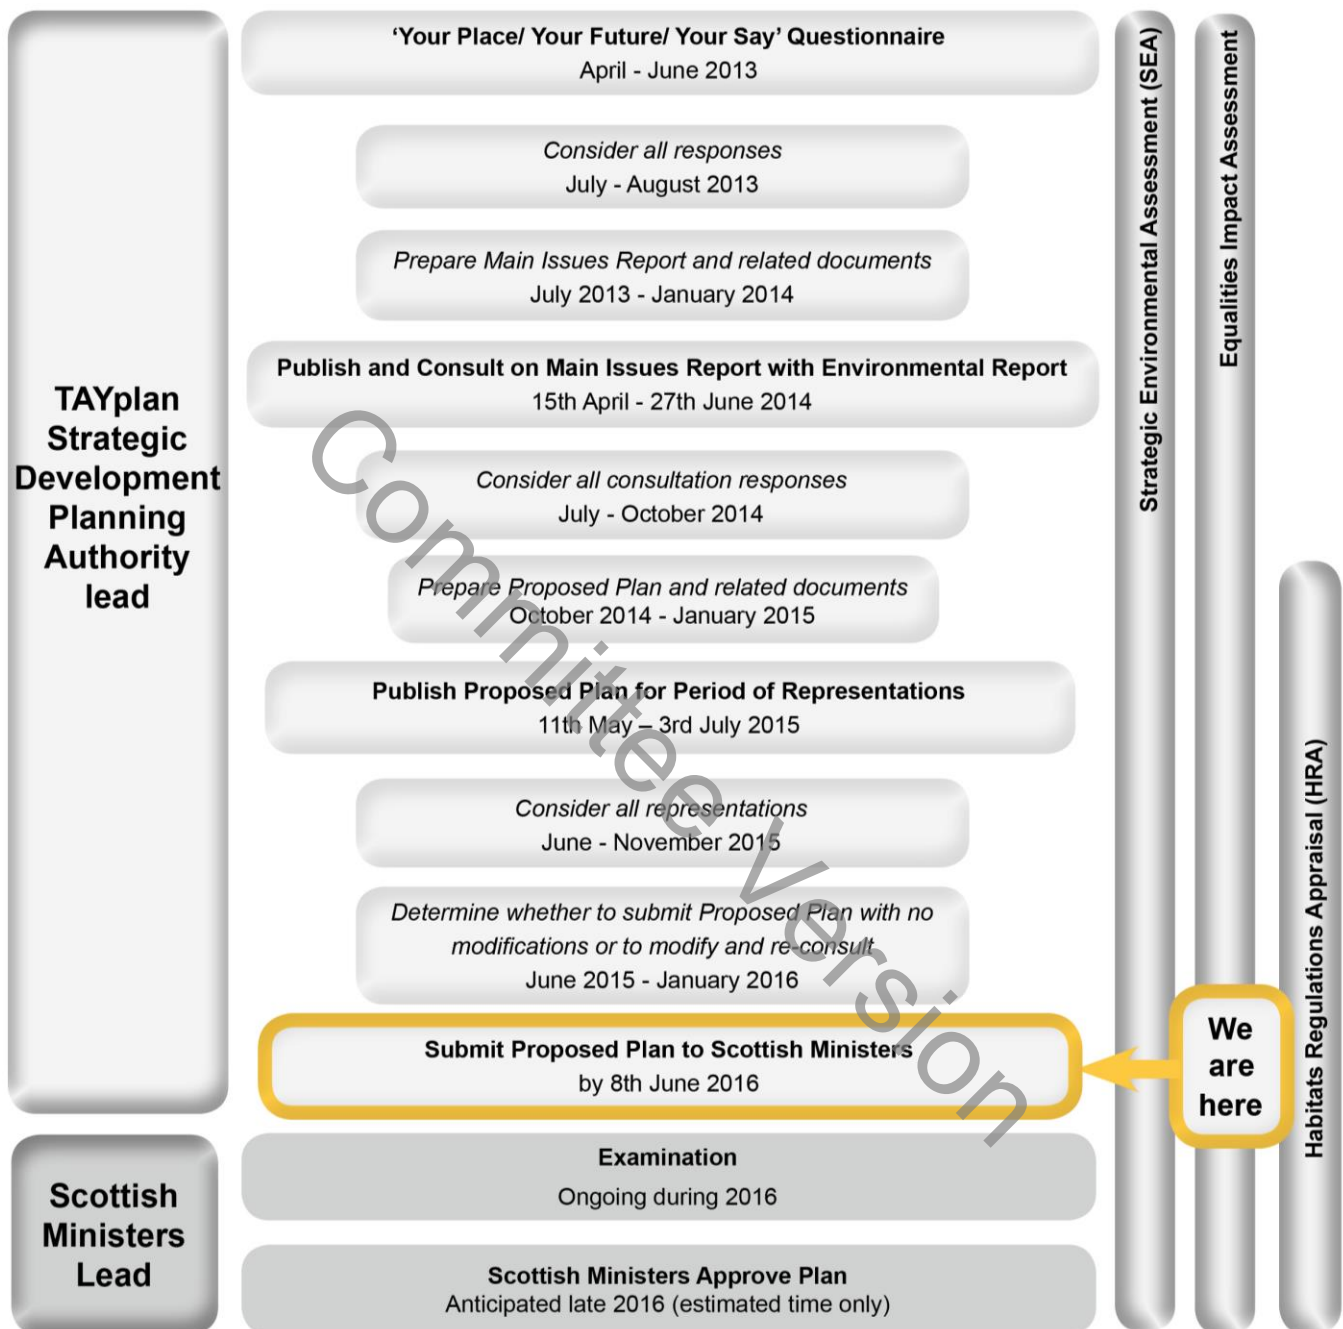 TAYplan
Strategic
Development
Planning
Authority
lead
‘Your Place/ Your Future/ Your Say’ Questionnaire
April - June 2013
Consider all responses
July - August 2013
Prepare Main Issues Report and related documents
July 2013 - January 2014
Publish and Consult on Main Issues Report with Environmental Report
15th April - 27th June 2014
Consider all consultation responses
July - October 2014
Prepare Proposed Plan and related documents
October 2014 - January 2015
Publish Proposed Plan for Period of Representations
11th May – 3rd July 2015
Consider all representations
June - November 2015
Determine whether to submit Proposed Plan with no
modifications or to modify and re-consult
June 2015 - January 2016
Submit Proposed Plan to Scottish Ministers
by 8th June 2016
We
are
here
Scottish
Ministers
Lead
Examination
Ongoing during 2016
Scottish Ministers Approve Plan
Anticipated late 2016 (estimated time only)
Strategic Environmental Assessment (SEA)
Equalities Impact Assessment
Habitats Regulations Appraisal (HRA)
Committee Version